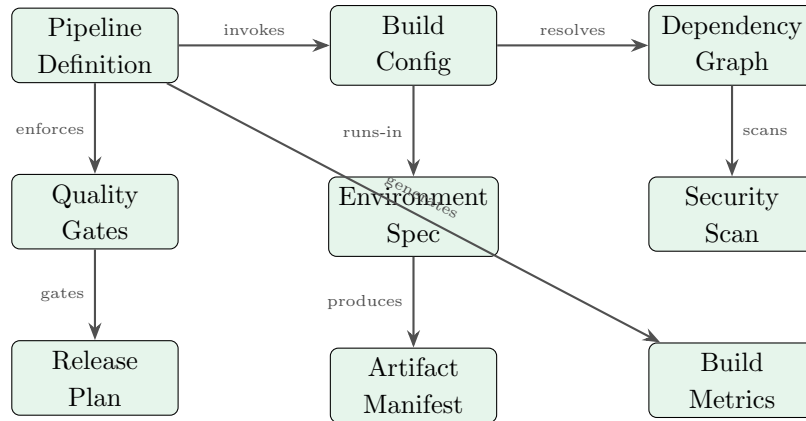 Pipeline
Definition
invokes
Build
Config
resolves
Dependency
Graph
enforces
runs-in
scans
Quality
Gates
Environment
Spec
generates
Security
Scan
gates
produces
Release
Plan
Artifact
Manifest
Build
Metrics